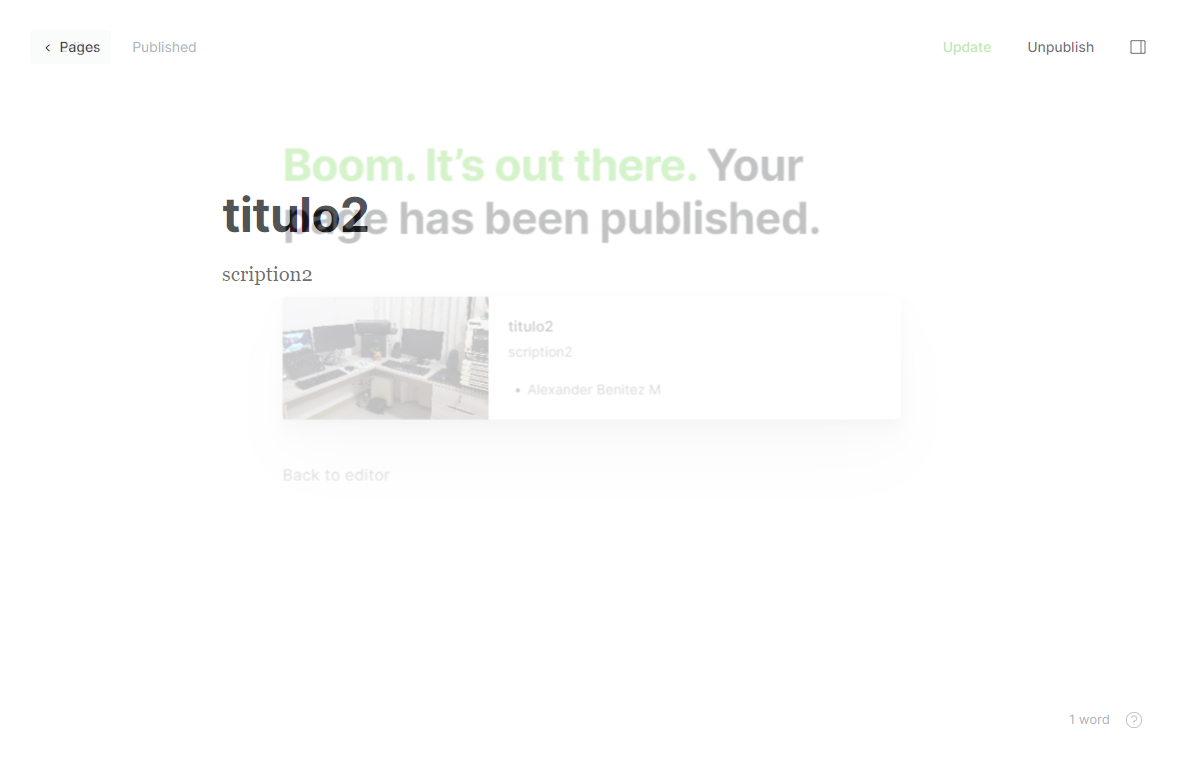 Pages
Published
Update
Unpublish
Boom. It's out there. Your
page has been published.
titulo2
scription2
titulo2
scription2
• Alexander Benitez M
Back to editor
1 word
?